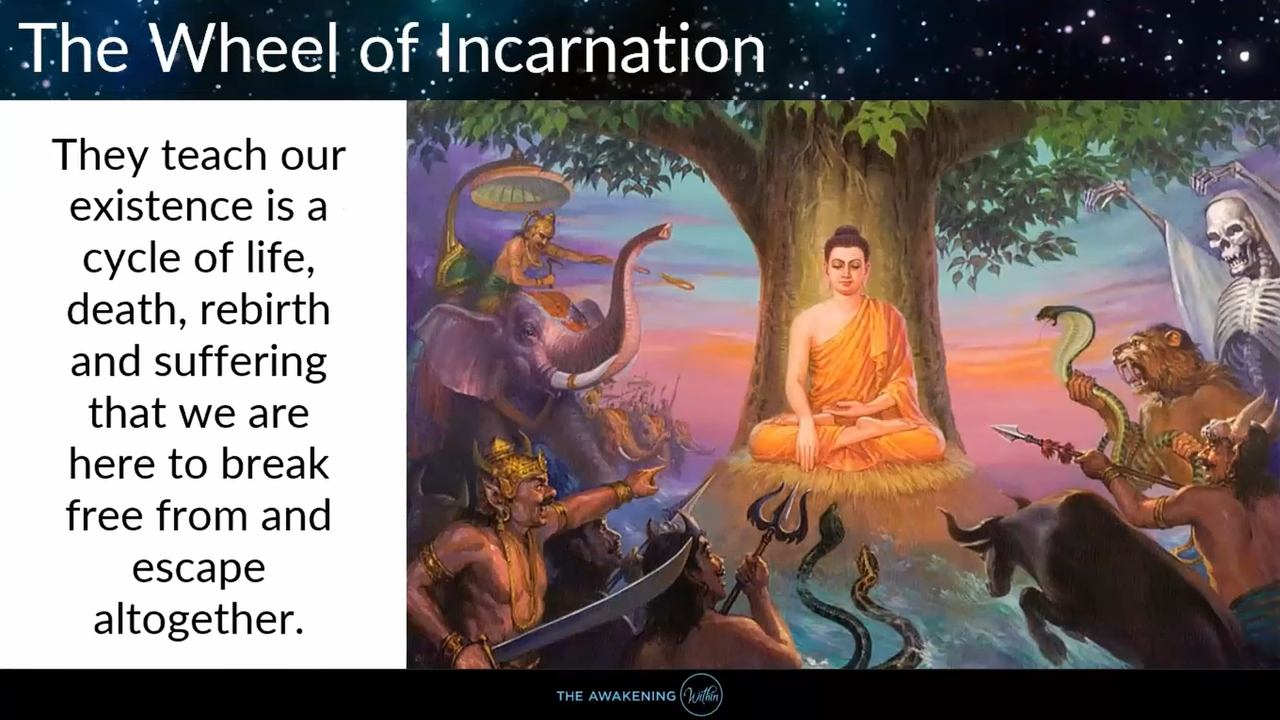 The Wheel of Incarnation
They teach our
existence is a
cycle of life,
death, rebirth
and suffering
that we are
here to break
free from and
escape
altogether.
THE AWAKENING Within